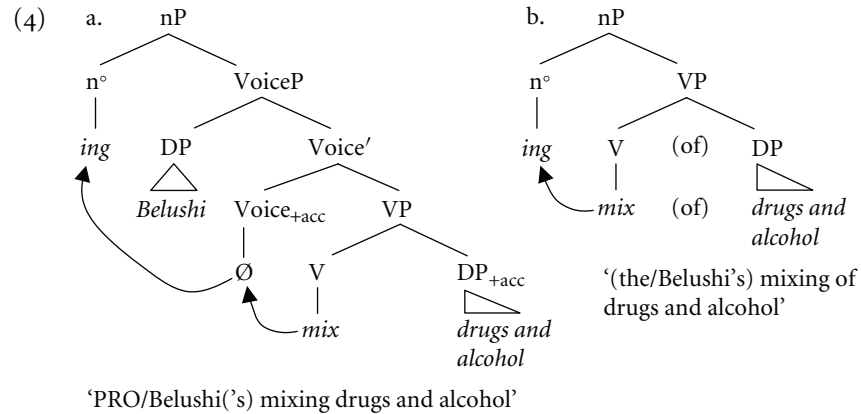 (4) a. nP b. nP
n° VoiceP n° VP
ing DP Voice′ ing V (of) DP
Belushi Voice+acc VP mix (of) drugs and
alcohol
Ø V DP+acc
'(the/Belushi's) mixing of
drugs and alcohol'
mix drugs and
alcohol
'PRO/Belushi('s) mixing drugs and alcohol'